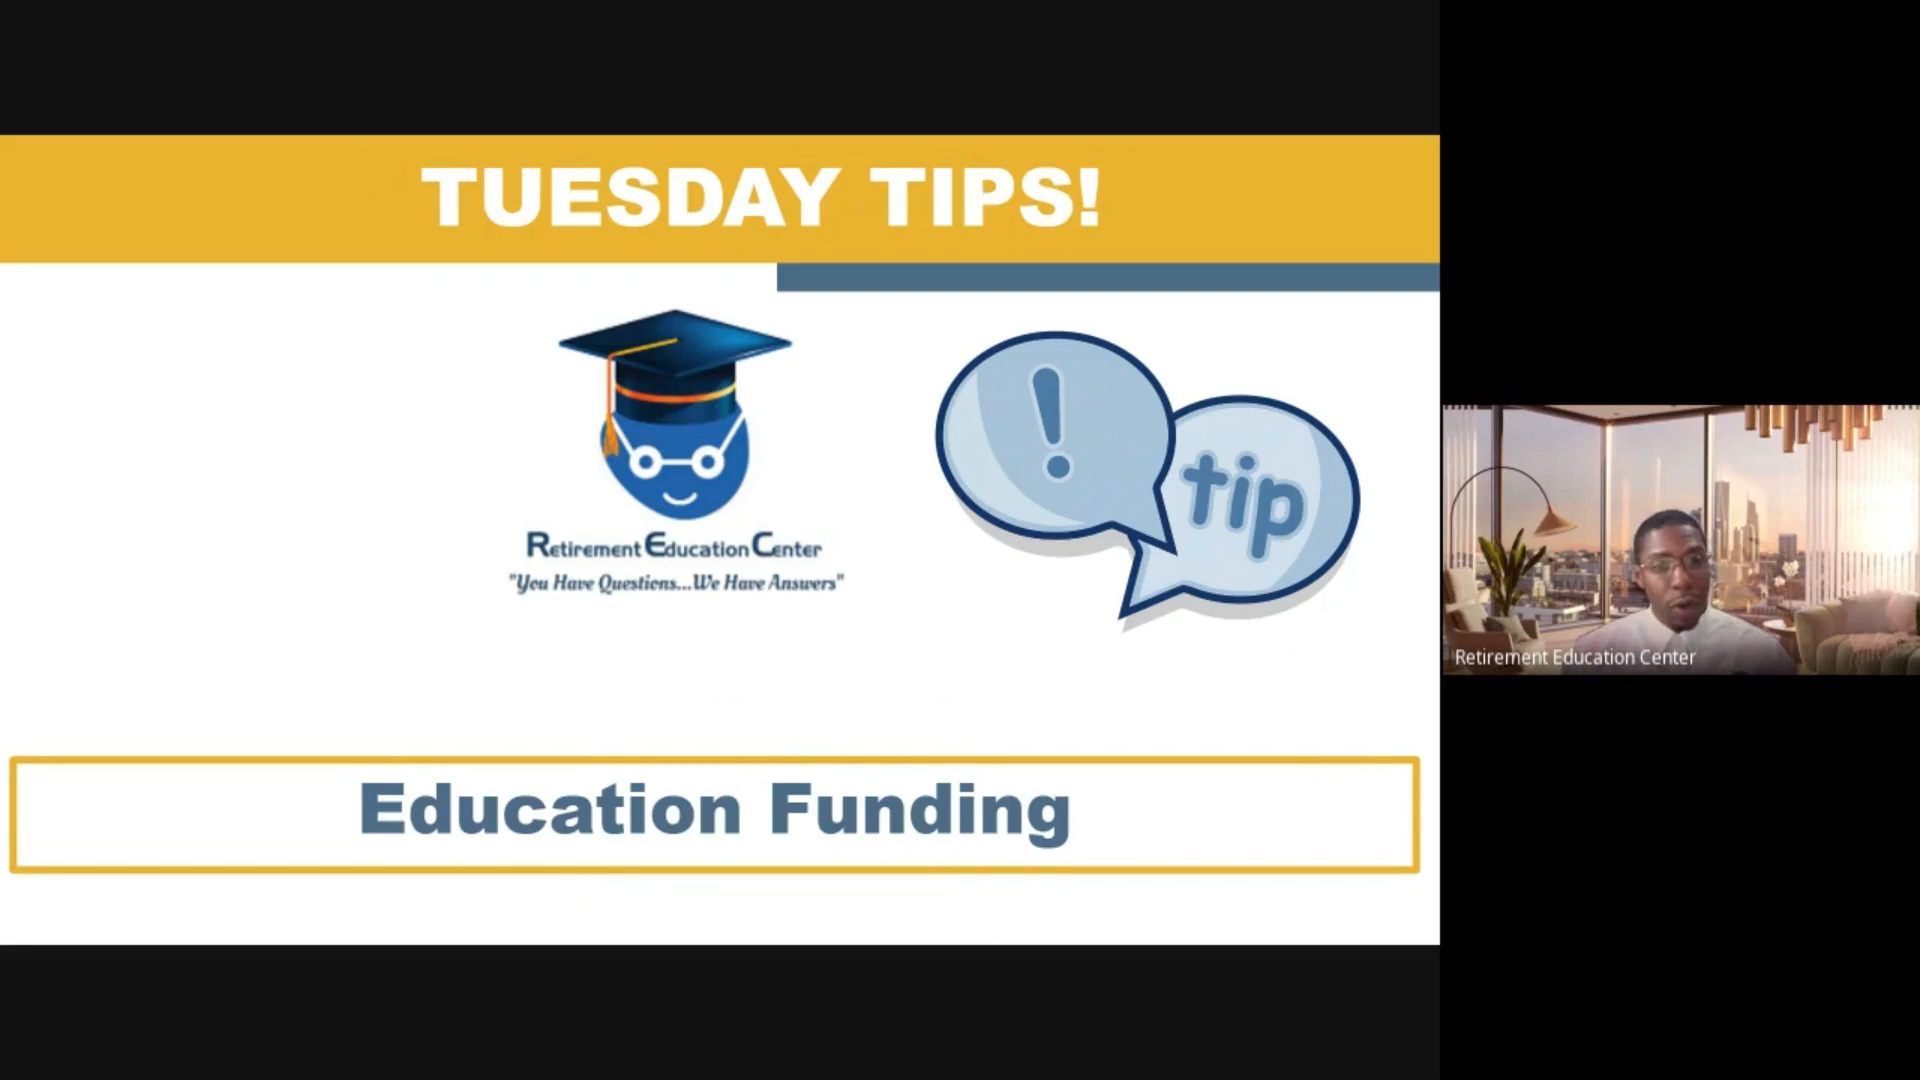 TUESDAY TIPS!
!
tip
Retirement Education Center
"You Have Questions...We Have Answers"
Retirement Education Center
Education Funding